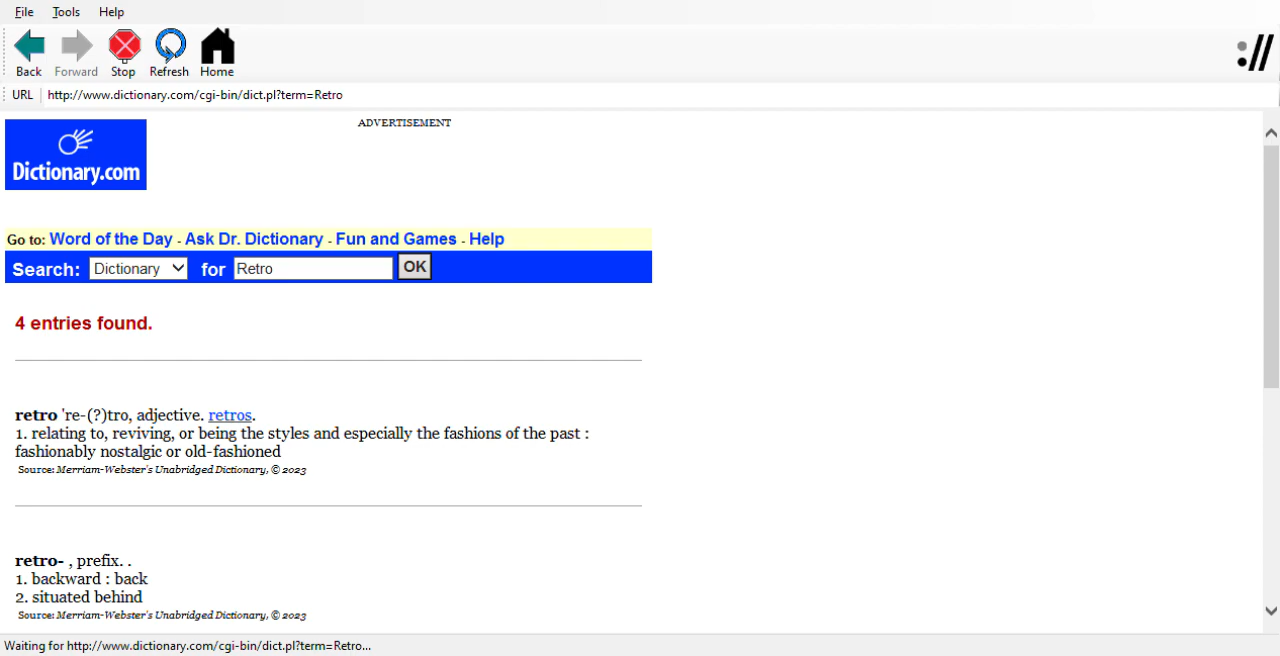 File Tools Help
Back Forward Stop Refresh Home
://
URL http://www.dictionary.com/cgi-bin/dict.pl?term=Retro
ADVERTISEMENT
Dictionary.com
Go to: Word of the Day - Ask Dr. Dictionary - Fun and Games - Help
Search: Dictionary for Retro OK
4 entries found.
retro 're-(?)tro, adjective. retros.
1. relating to, reviving, or being the styles and especially the fashions of the past :
fashionably nostalgic or old-fashioned
Source: Merriam-Webster's Unabridged Dictionary, © 2023
retro- , prefix. .
1. backward : back
2. situated behind
Source: Merriam-Webster's Unabridged Dictionary, © 2023
Waiting for http://www.dictionary.com/cgi-bin/dict.pl?term=Retro...